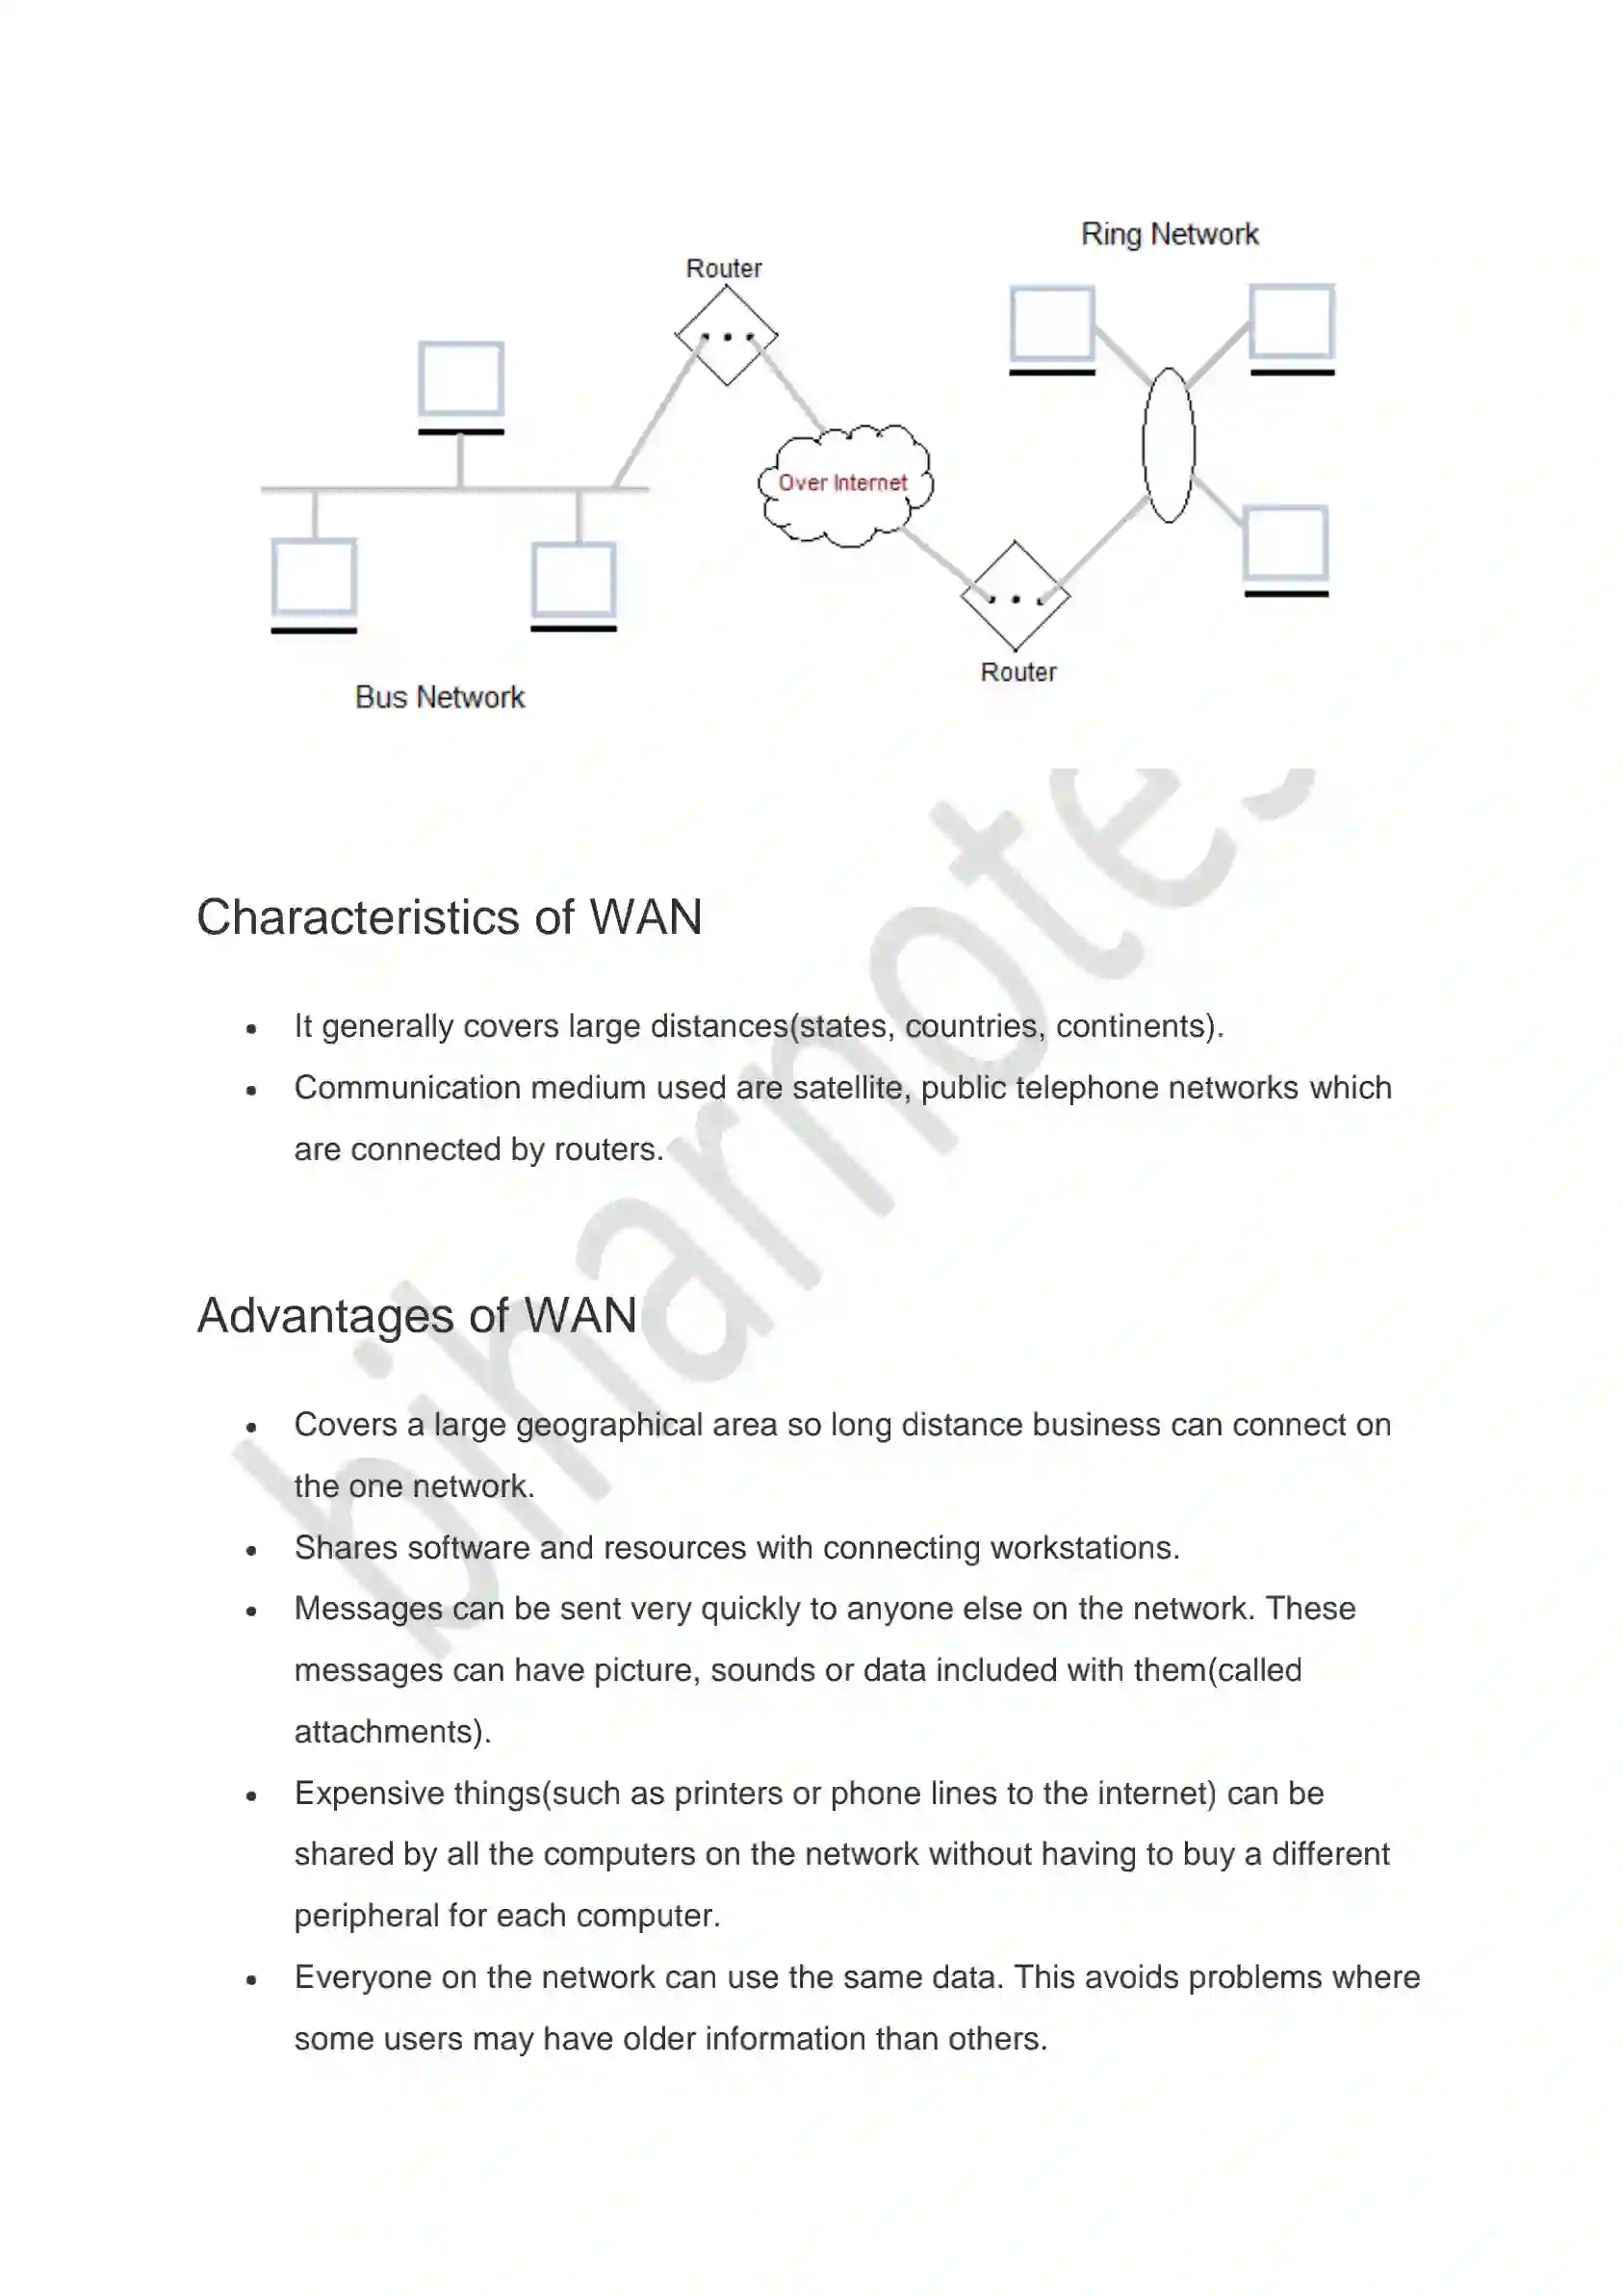 Ring Network
Router
Over Internet
Router
Bus Network
Characteristics of WAN
• It generally covers large distances(states, countries, continents).
• Communication medium used are satellite, public telephone networks which
are connected by routers.
Advantages of WAN
• Covers a large geographical area so long distance business can connect on
the one network.
• Shares software and resources with connecting workstations.
• Messages can be sent very quickly to anyone else on the network. These
messages can have picture, sounds or data included with them(called
attachments).
• Expensive things(such as printers or phone lines to the internet) can be
shared by all the computers on the network without having to buy a different
peripheral for each computer.
• Everyone on the network can use the same data. This avoids problems where
some users may have older information than others.
biharnotes